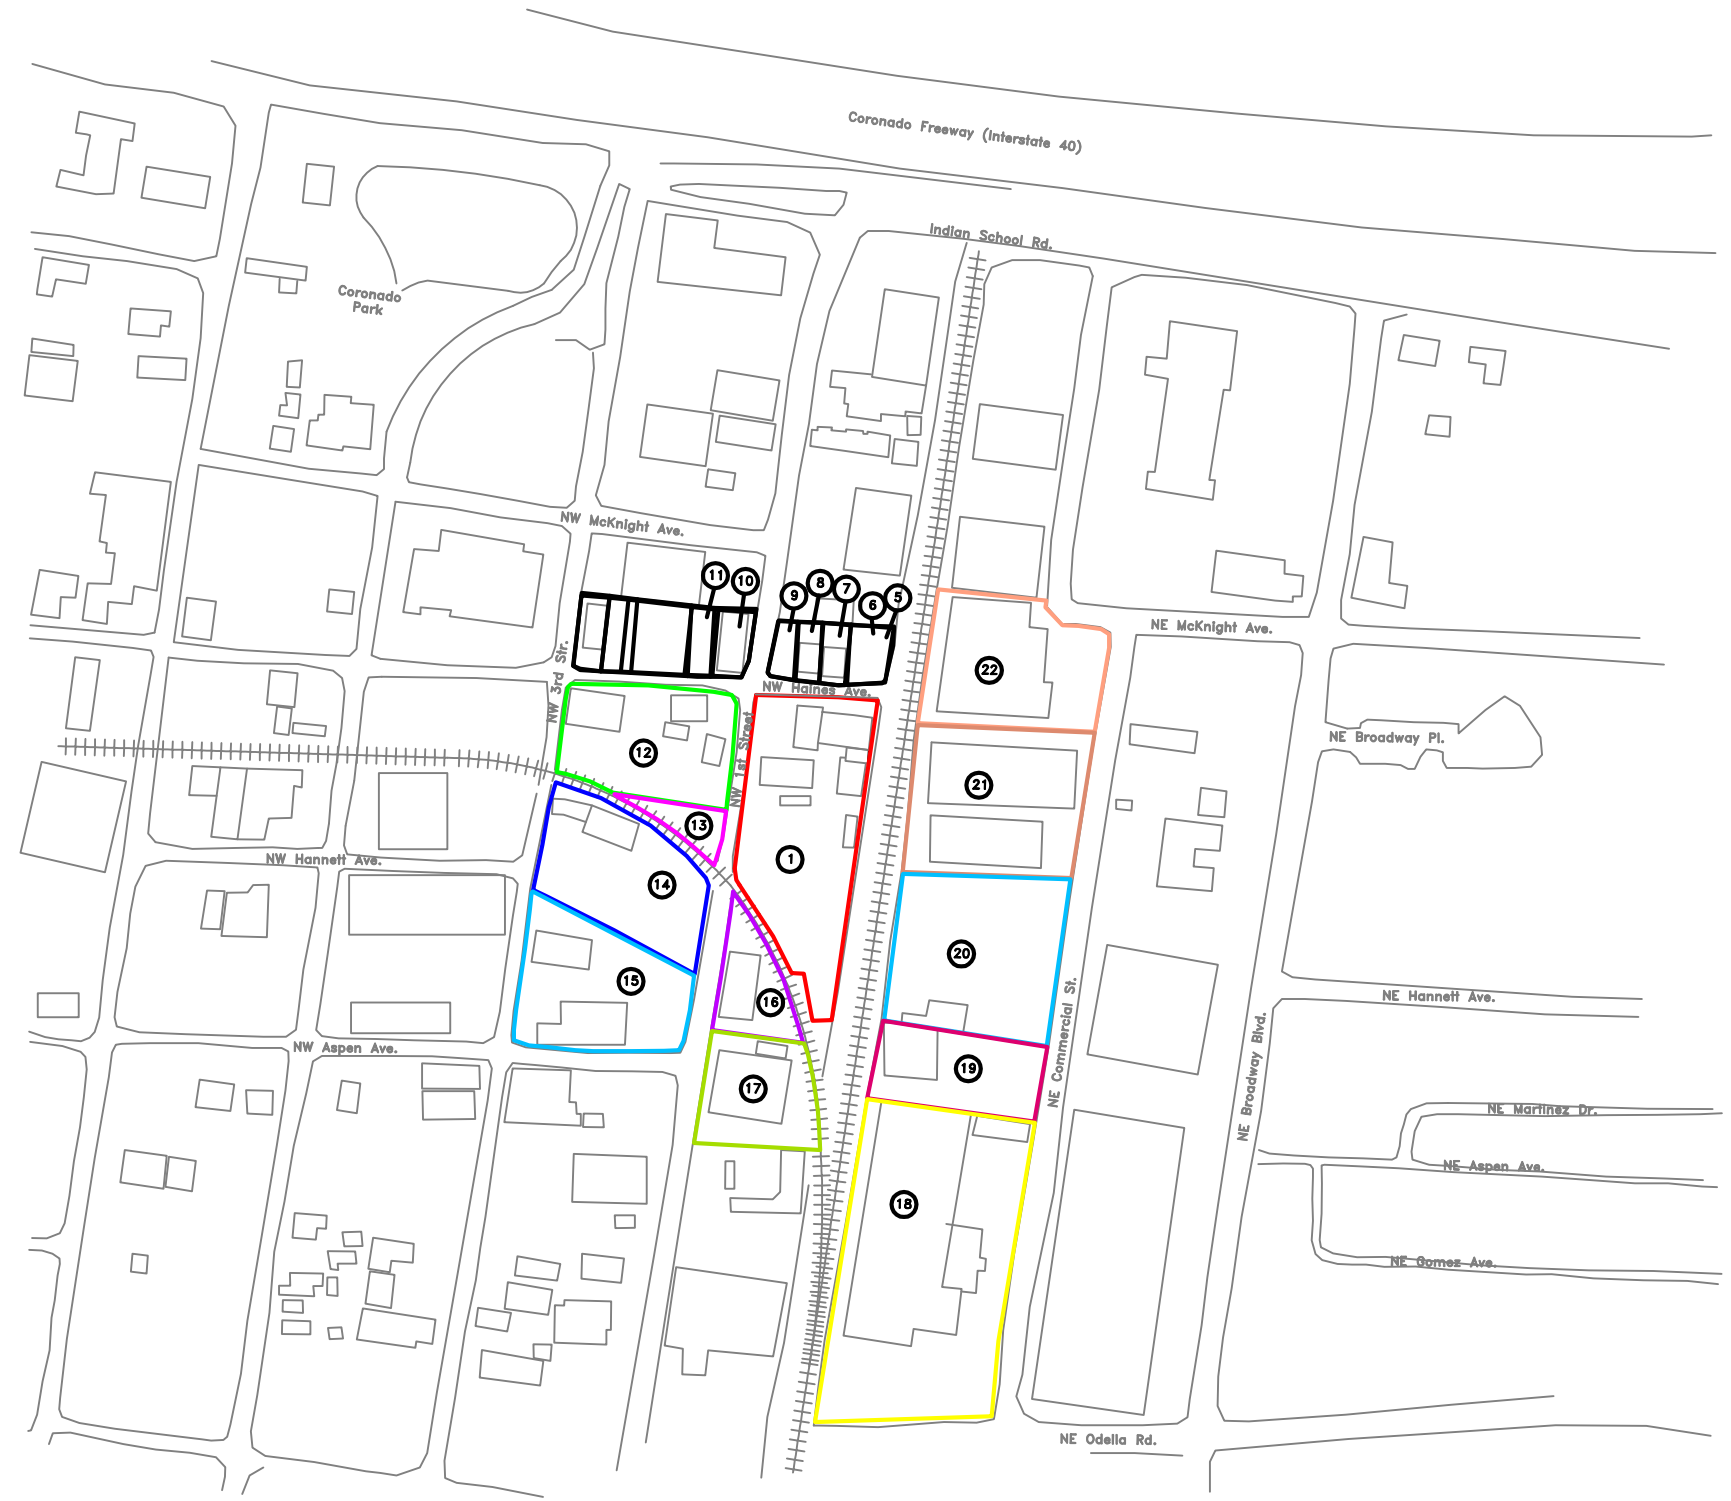 Coronado Freeway (Interstate 40)
Indian School Rd.
Coronado
Park
NW McKnight Ave.
11
10
9
8
7
6
5
NE McKnight Ave.
NW 3rd Str.
22
NW Haines Ave.
NW 1st Street
NE Broadway Pl.
12
21
13
1
NW Hannett Ave.
14
20
15
NE Hannett Ave.
16
NE Commercial St.
NE Broadway Blvd.
NW Aspen Ave.
19
17
NE Martinez Dr.
NE Aspen Ave.
18
NE Gomez Ave.
NE Odelia Rd.